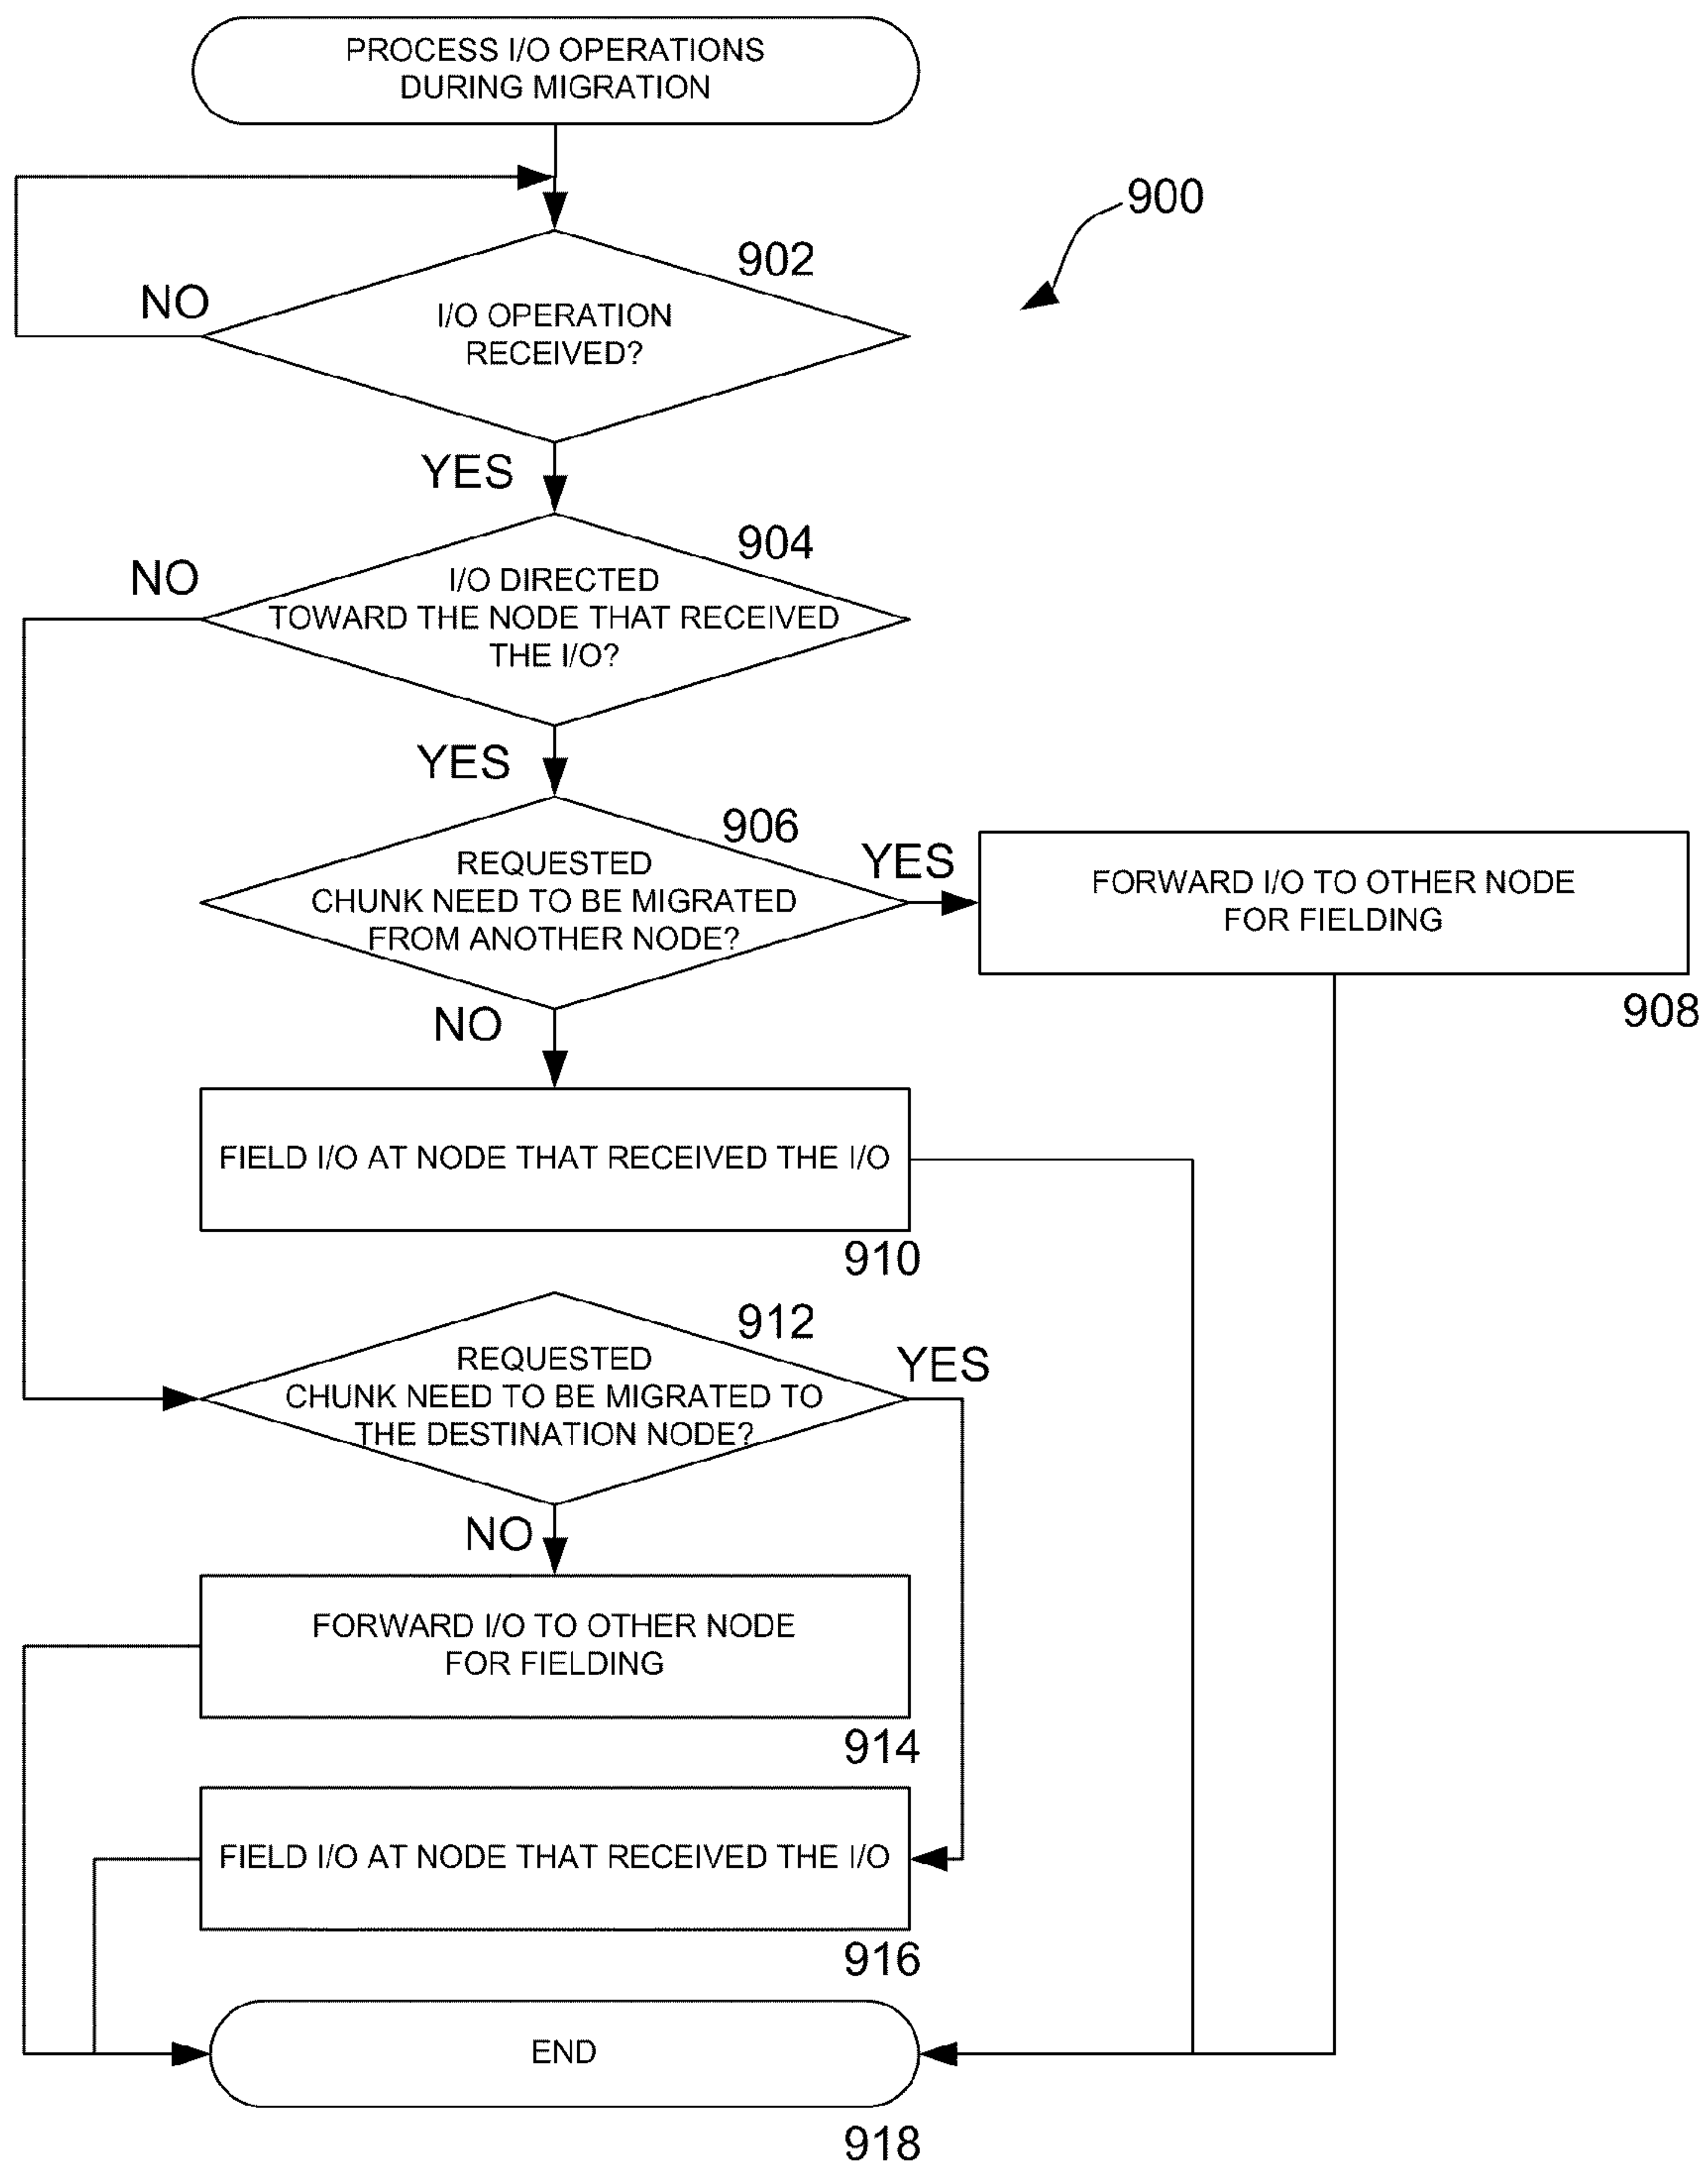 PROCESS I/O OPERATIONS
DURING MIGRATION
900
902
NO
I/O OPERATION
RECEIVED?
YES
904
NO
I/O DIRECTED
TOWARD THE NODE THAT RECEIVED
THE I/O?
YES
906
YES
REQUESTED
CHUNK NEED TO BE MIGRATED
FROM ANOTHER NODE?
FORWARD I/O TO OTHER NODE
FOR FIELDING
908
NO
FIELD I/O AT NODE THAT RECEIVED THE I/O
910
912
YES
REQUESTED
CHUNK NEED TO BE MIGRATED TO
THE DESTINATION NODE?
NO
FORWARD I/O TO OTHER NODE
FOR FIELDING
914
FIELD I/O AT NODE THAT RECEIVED THE I/O
916
END
918